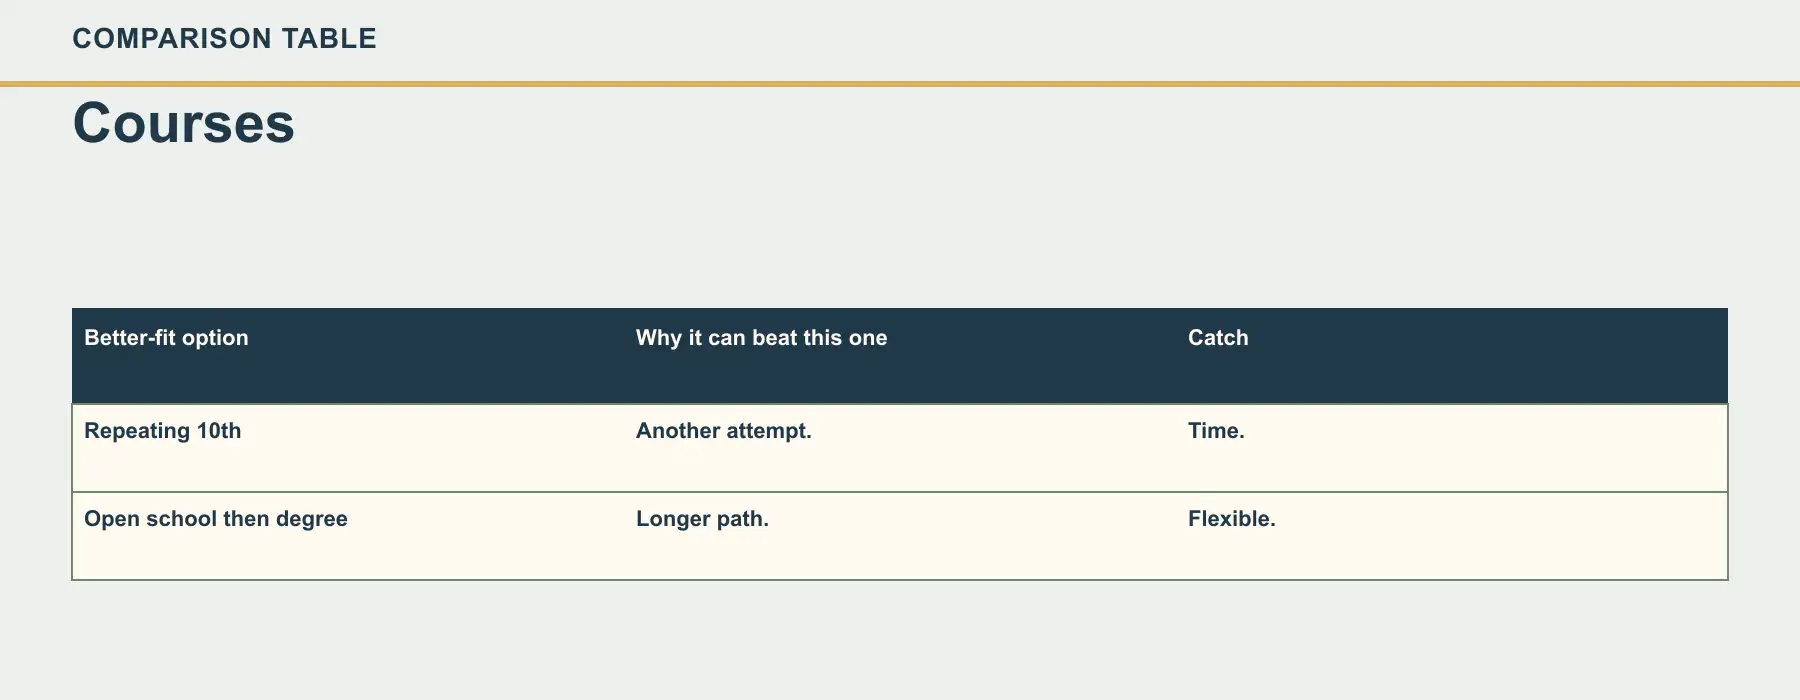 COMPARISON TABLE
Courses
Better-fit option Why it can beat this one Catch
Repeating 10th Another attempt. Time.
Open school then degree Longer path. Flexible.